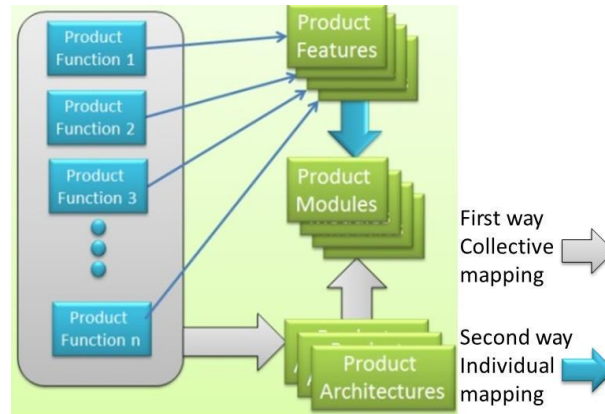 Product
Function 1
Product
Function 2
Product
Function 3
Product
Function n
Product
Features
Product
Modules
Product
Architectures
First way
Collective
mapping
Second way
Individual
mapping